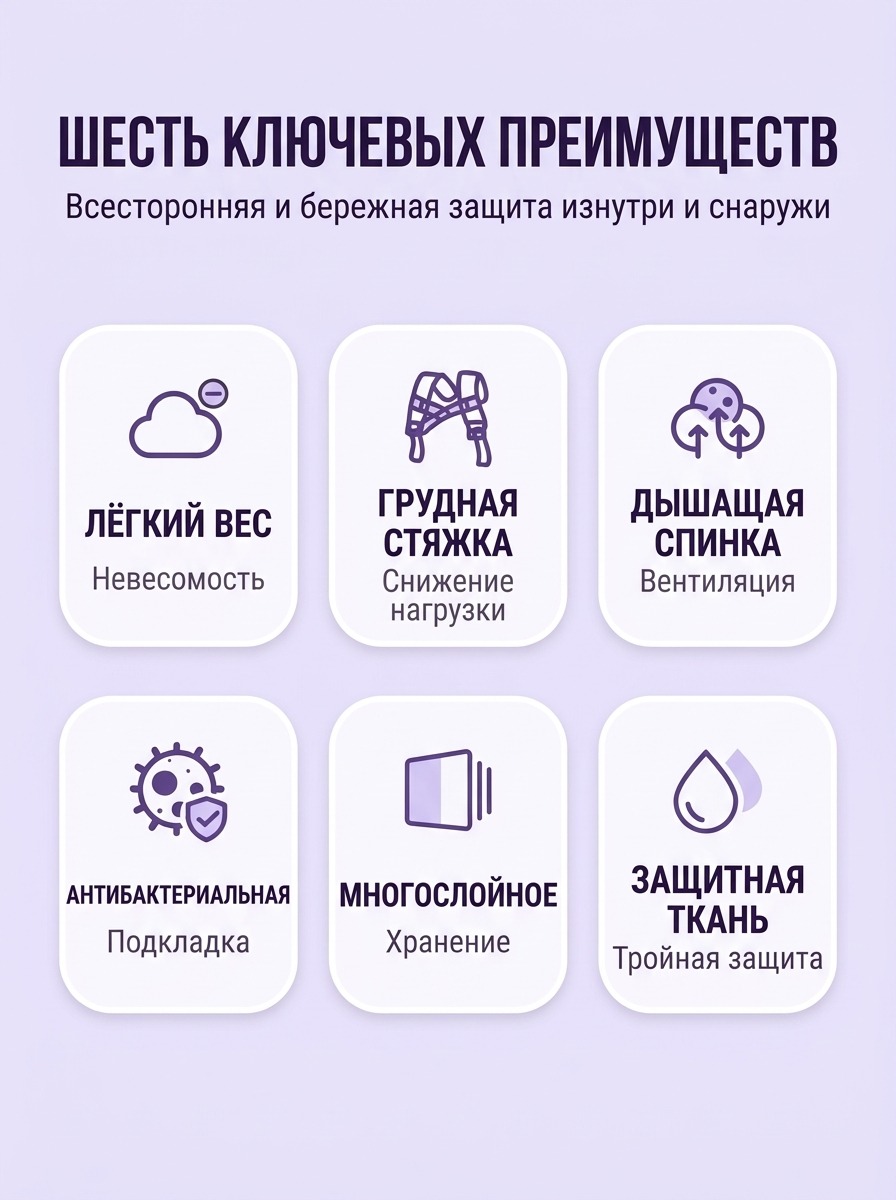 ШЕСТЬ КЛЮЧЕВЫХ ПРЕИМУЩЕСТВ
Всесторонняя и бережная защита изнутри и снаружи
ЛЁГКИЙ ВЕС
Невесомость
ГРУДНАЯ
СТЯЖКА
Снижение
нагрузки
ДЫШАЩАЯ
СПИНКА
Вентиляция
АНТИБАКТЕРИАЛЬНАЯ
Подкладка
МНОГОСЛОЙНОЕ
Хранение
ЗАЩИТНАЯ
ТКАНЬ
Тройная защита